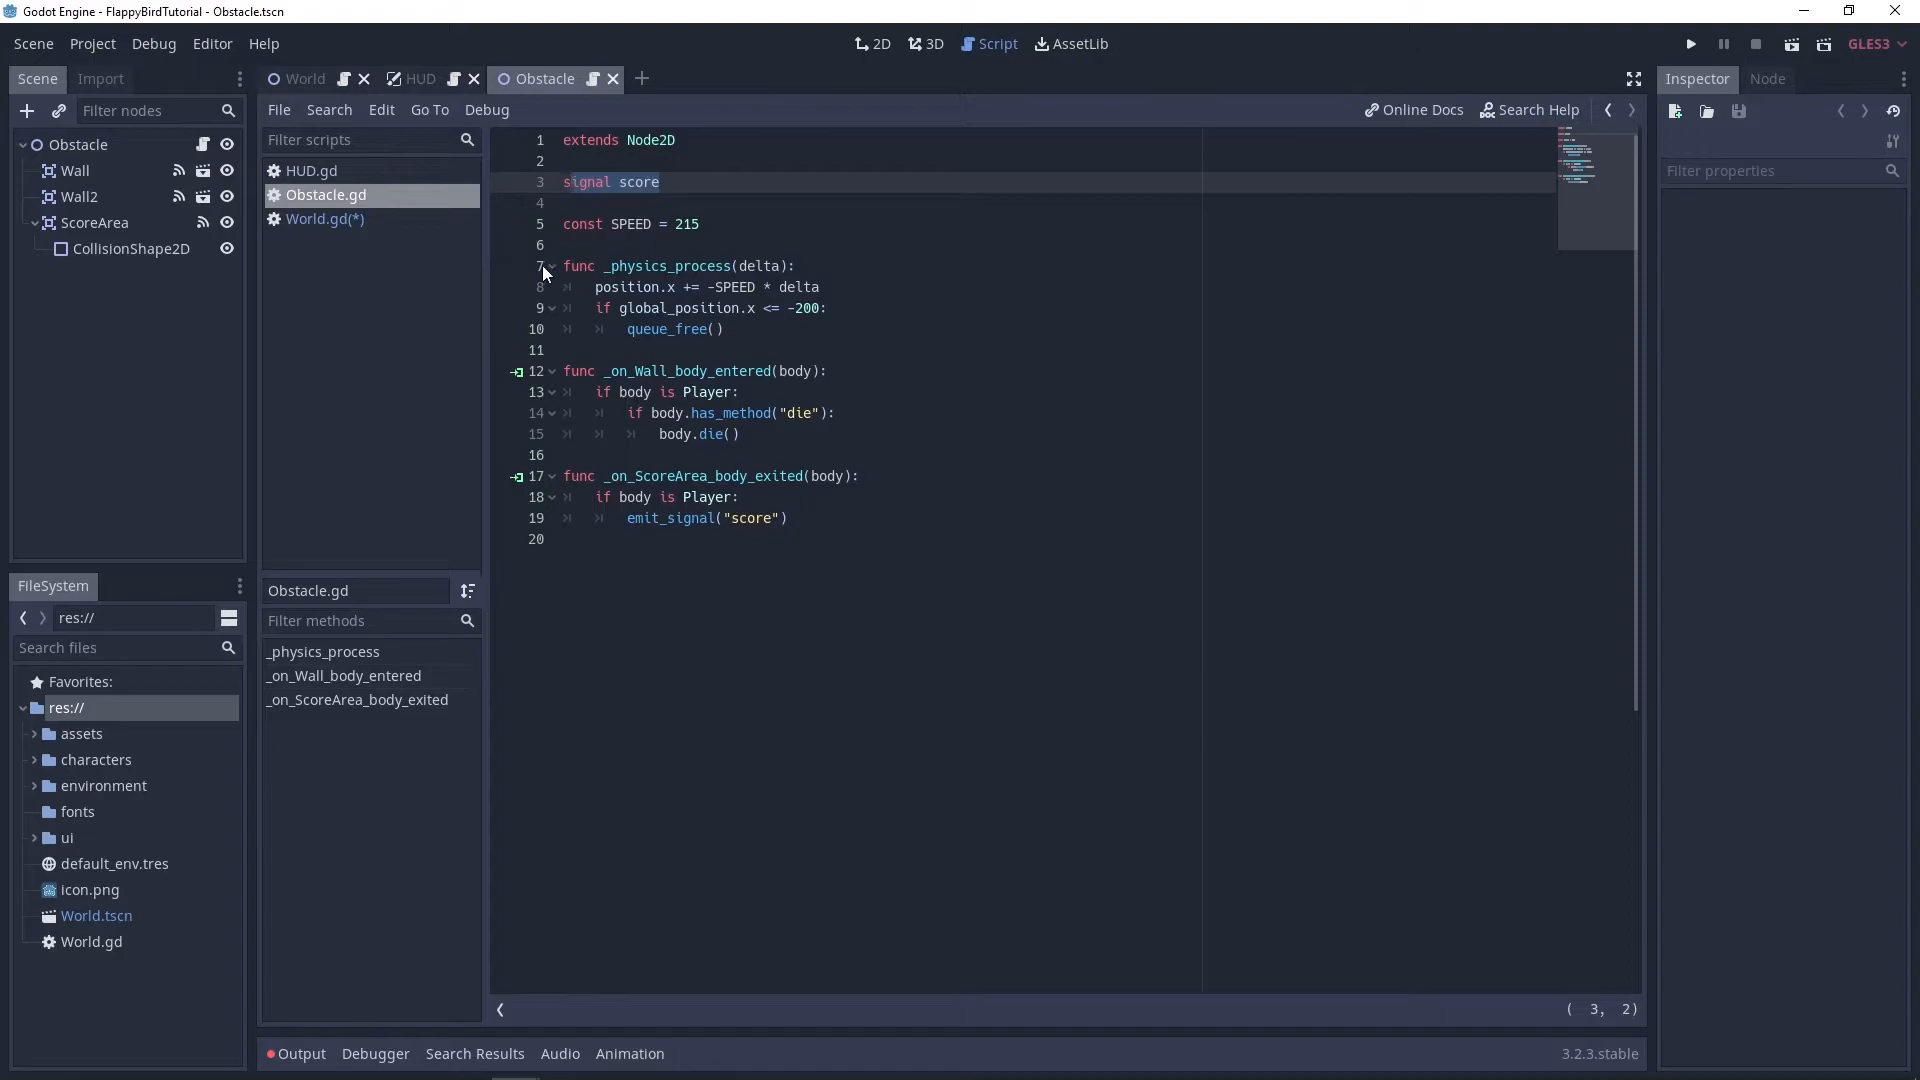 Godot Engine - FlappyBirdTutorial - Obstacle.tscn
Scene Project Debug Editor Help
2D 3D Script AssetLib
GLES3
Scene Import
World HUD Obstacle
Inspector Node
Filter nodes
File Search Edit Go To Debug
Online Docs Search Help
Filter scripts
Filter properties
Obstacle
Wall
Wall2
ScoreArea
CollisionShape2D
HUD.gd
Obstacle.gd
World.gd(*)
1 extends Node2D
2
3 signal score
4
5 const SPEED = 215
6
7 func _physics_process(delta):
8 position.x += -SPEED * delta
9 if global_position.x <= -200:
10 queue_free()
11
12 func _on_Wall_body_entered(body):
13 if body is Player:
14 if body.has_method("die"):
15 body.die()
16
17 func _on_ScoreArea_body_exited(body):
18 if body is Player:
19 emit_signal("score")
20
FileSystem
res://
Search files
Favorites:
res://
assets
characters
environment
fonts
ui
default_env.tres
icon.png
World.tscn
World.gd
Obstacle.gd
Filter methods
_physics_process
_on_Wall_body_entered
_on_ScoreArea_body_exited
( 3, 2)
Output Debugger Search Results Audio Animation
3.2.3.stable